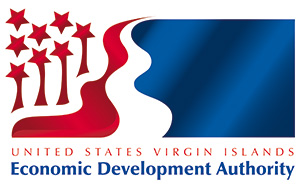 UNITED STATES VIRGIN ISLANDS
Economic Development Authority